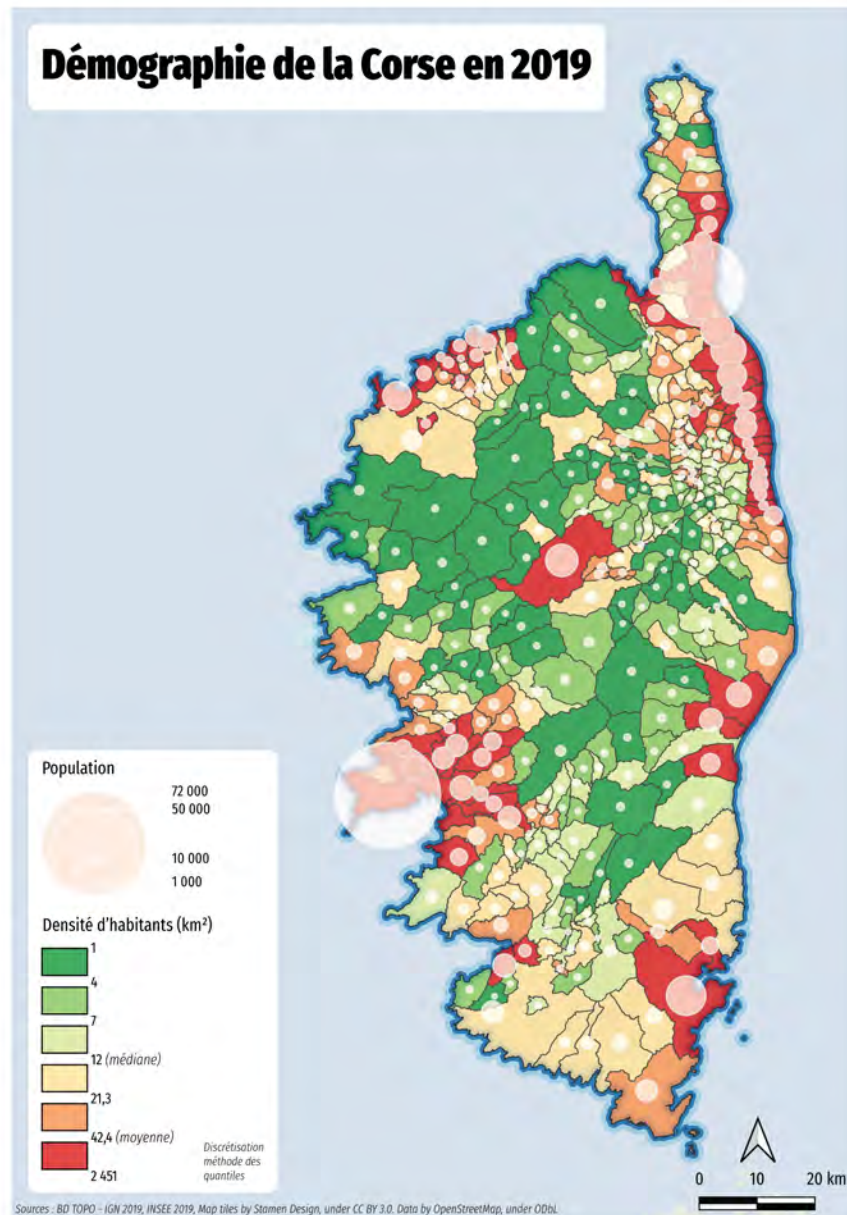 Démographie de la Corse en 2019
Population
72 000
50 000
10 000
1 000
Densité d'habitants (km²)
1
4
7
12 (médiane)
21,3
42,4 (moyenne)
2 451
Discrétisation
méthode des
quantiles
0 10 20 km
Sources : BD TOPO - IGN 2019, INSEE 2019, Map tiles by Stamen Design, under CC BY 3.0. Data by OpenStreetMap, under ODbL